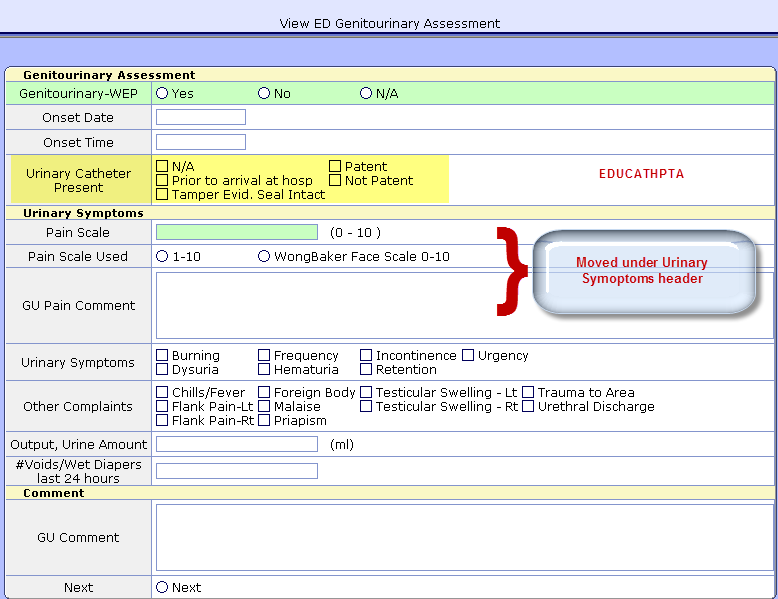 View ED Genitourinary Assessment
Genitourinary Assessment
Genitourinary-WEP Yes No N/A
Onset Date
Onset Time
Urinary Catheter Present N/A Patent
Prior to arrival at hosp Not Patent
Tamper Evid. Seal Intact
EDUCATHPTA
Urinary Symptoms
Pain Scale (0 - 10 )
Pain Scale Used 1-10 WongBaker Face Scale 0-10
Moved under Urinary
Symoptoms header
GU Pain Comment
Urinary Symptoms Burning Frequency Incontinence Urgency
Dysuria Hematuria Retention
Other Complaints Chills/Fever Foreign Body Testicular Swelling - Lt Trauma to Area
Flank Pain-Lt Malaise Testicular Swelling - Rt Urethral Discharge
Flank Pain-Rt Priapism
Output, Urine Amount (ml)
#Voids/Wet Diapers
last 24 hours
Comment
GU Comment
Next Next